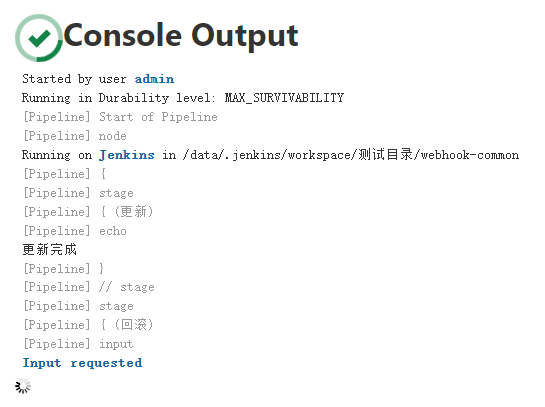 Console Output
Started by user admin
Running in Durability level: MAX_SURVIVABILITY
[Pipeline] Start of Pipeline
[Pipeline] node
Running on Jenkins in /data/.jenkins/workspace/测试目录/webhook-common
[Pipeline] {
[Pipeline] stage
[Pipeline] { (更新)
[Pipeline] echo
更新完成
[Pipeline] }
[Pipeline] // stage
[Pipeline] stage
[Pipeline] { (回滚)
[Pipeline] input
Input requested